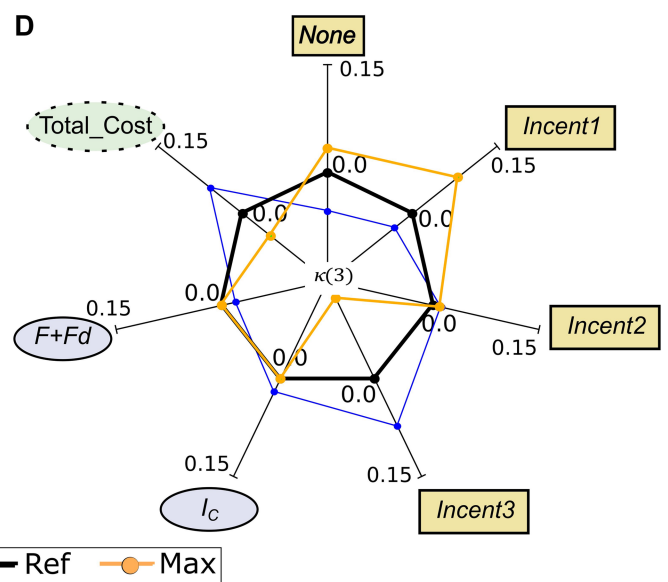 D
None
0.15
Total_Cost
0.15
Incent1
0.15
0.0
0.0
0.0
κ(3)
0.0
0.15
F+Fd
0.0
Incent2
0.15
0.0
0.0
0.15
I_C
0.15
Incent3
Ref
Max